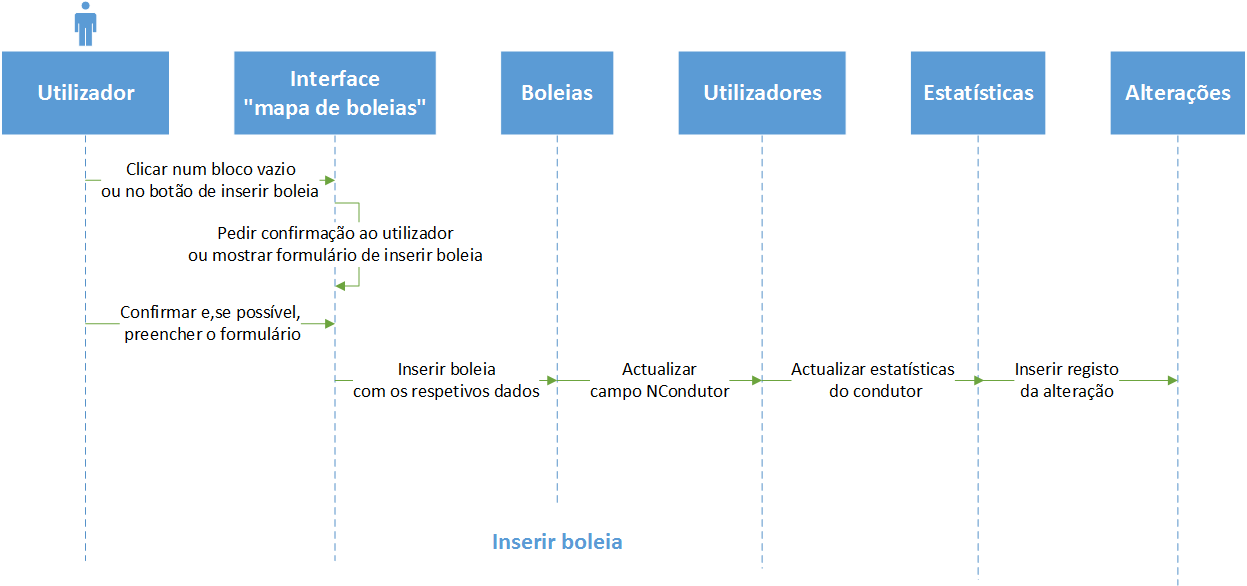 Utilizador
Interface
"mapa de boleias"
Boleias
Utilizadores
Estatísticas
Alterações
Clicar num bloco vazio
ou no botão de inserir boleia
Pedir confirmação ao utilizador
ou mostrar formulário de inserir boleia
Confirmar e,se possível,
preencher o formulário
Inserir boleia
com os respetivos dados
Actualizar
campo NCondutor
Actualizar estatísticas
do condutor
Inserir registo
da alteração
Inserir boleia